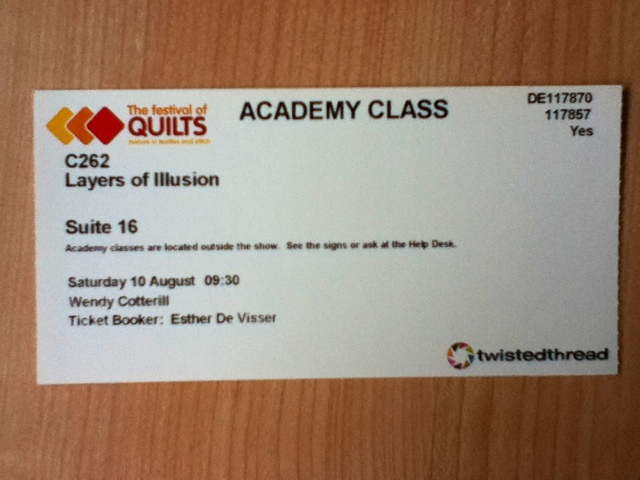 The festival of
QUILTS
ACADEMY CLASS
DE117870
117857
Yes
C262
Layers of Illusion
Suite 16
Academy classes are located outside the show. See the signs or ask at the Help Desk.
Saturday 10 August 09:30
Wendy Cotterill
Ticket Booker: Esther De Visser
twistedthread